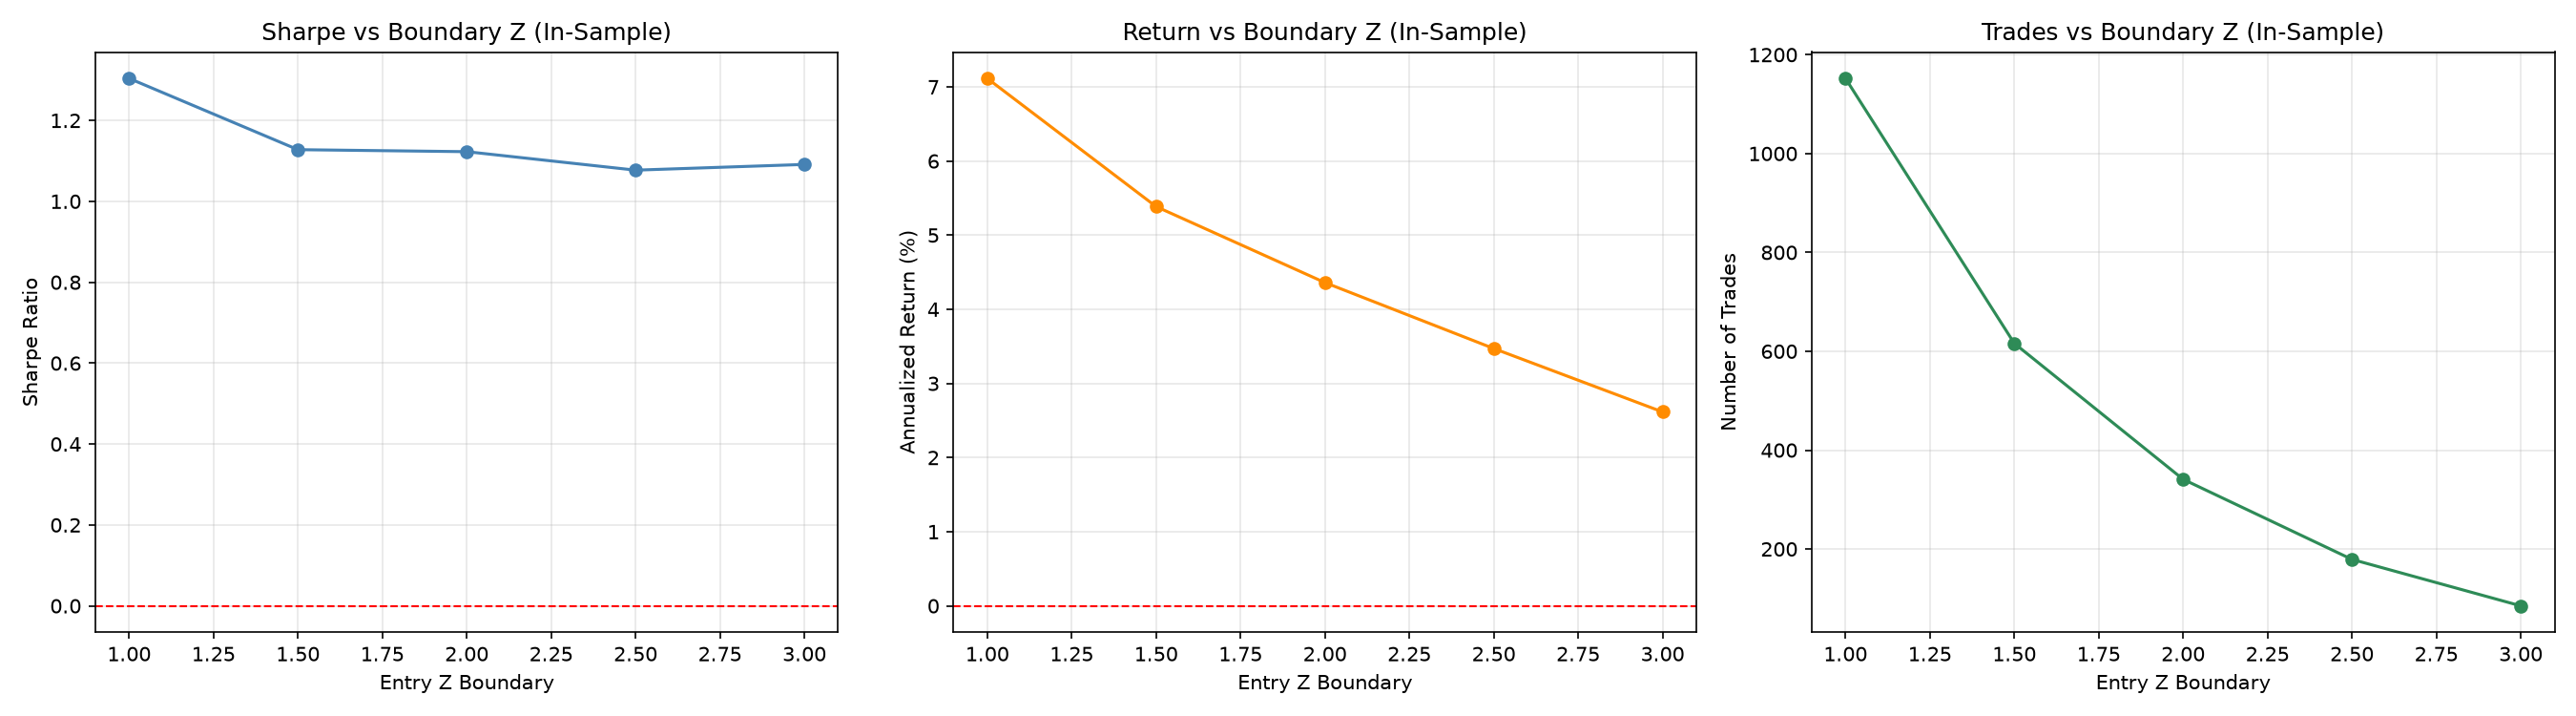 Sharpe vs Boundary Z (In-Sample)
Sharpe Ratio
1.2
1.0
0.8
0.6
0.4
0.2
0.0
1.00 1.25 1.50 1.75 2.00 2.25 2.50 2.75 3.00
Entry Z Boundary
Return vs Boundary Z (In-Sample)
Annualized Return (%)
7
6
5
4
3
2
1
0
1.00 1.25 1.50 1.75 2.00 2.25 2.50 2.75 3.00
Entry Z Boundary
Trades vs Boundary Z (In-Sample)
Number of Trades
1200
1000
800
600
400
200
1.00 1.25 1.50 1.75 2.00 2.25 2.50 2.75 3.00
Entry Z Boundary